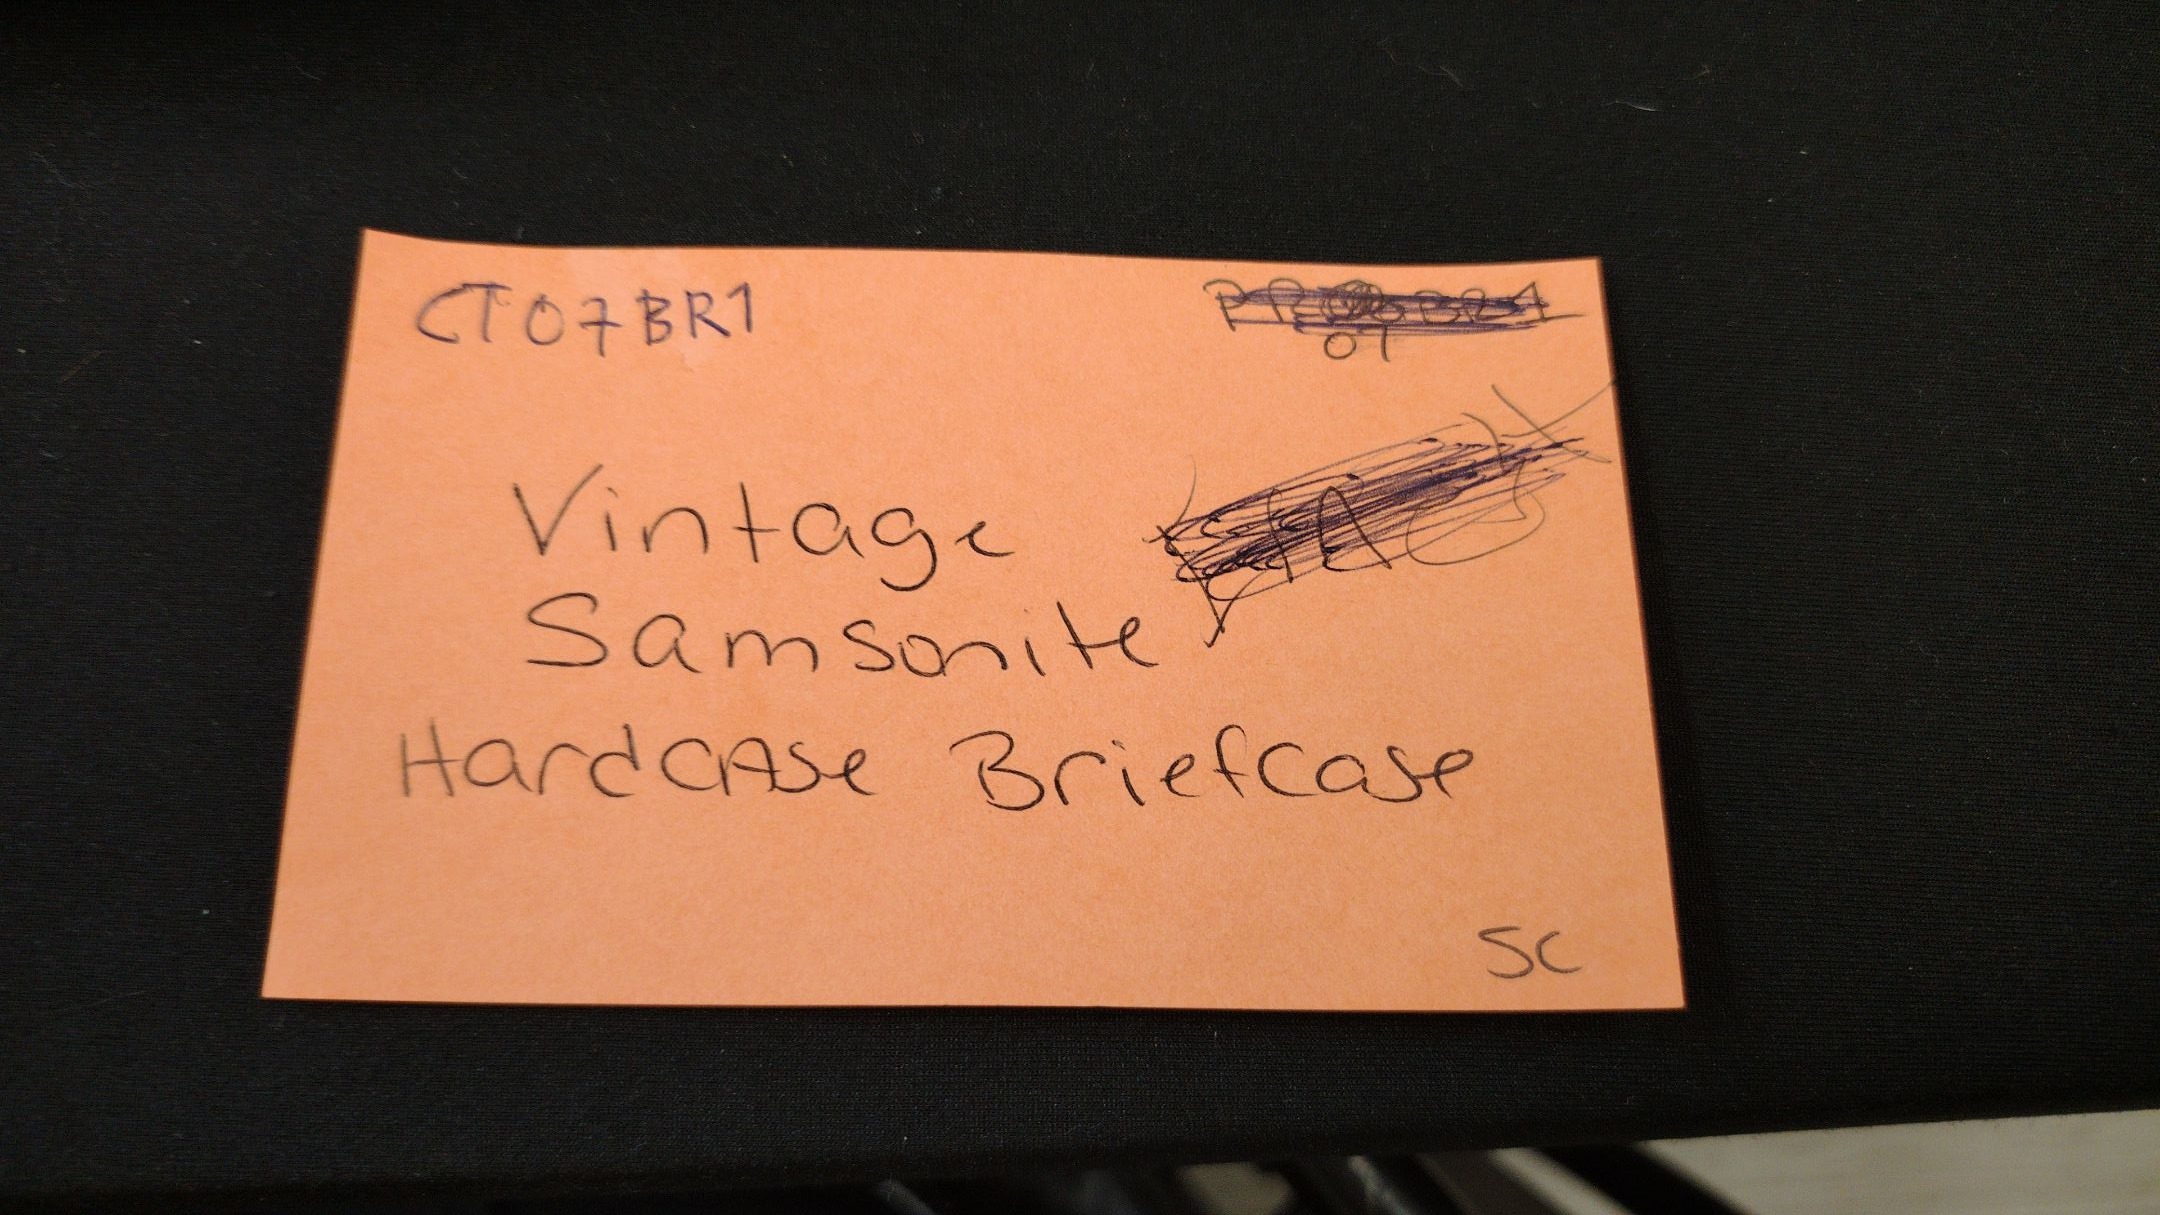 CT07BR1
07
Vintage
Samsonite
Hardcase Briefcase
SC